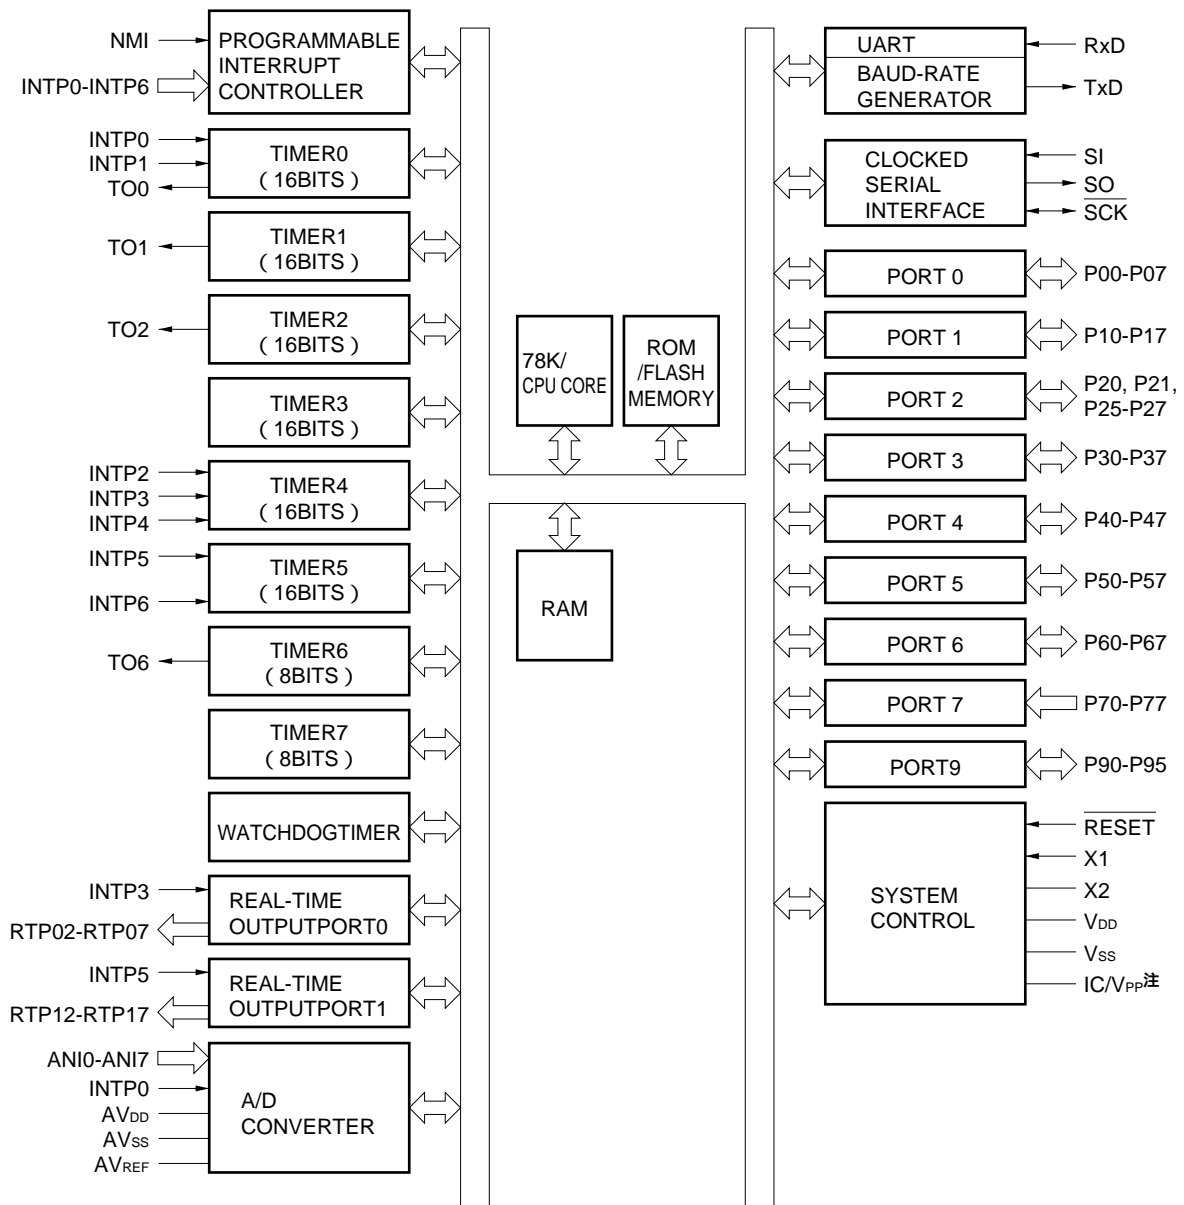 NMI
INTP0-INTP6
PROGRAMMABLE
INTERRUPT
CONTROLLER
INTP0
INTP1
TO0
TIMER0
(16BITS)
TO1
TIMER1
(16BITS)
TO2
TIMER2
(16BITS)
TIMER3
(16BITS)
INTP2
INTP3
INTP4
TIMER4
(16BITS)
INTP5
INTP6
TIMER5
(16BITS)
TO6
TIMER6
(8BITS)
TIMER7
(8BITS)
WATCHDOGTIMER
INTP3
RTP02-RTP07
REAL-TIME
OUTPUTPORT0
INTP5
RTP12-RTP17
REAL-TIME
OUTPUTPORT1
ANI0-ANI7
INTP0
AVDD
AVSS
AVREF
A/D
CONVERTER
78K/
CPU CORE
ROM
/FLASH
MEMORY
RAM
UART
BAUD-RATE
GENERATOR
RxD
TxD
CLOCKED
SERIAL
INTERFACE
SI
SO
SCK
PORT 0
P00-P07
PORT 1
P10-P17
PORT 2
P20, P21,
P25-P27
PORT 3
P30-P37
PORT 4
P40-P47
PORT 5
P50-P57
PORT 6
P60-P67
PORT 7
P70-P77
PORT9
P90-P95
SYSTEM
CONTROL
RESET
X1
X2
VDD
VSS
IC/VPP注